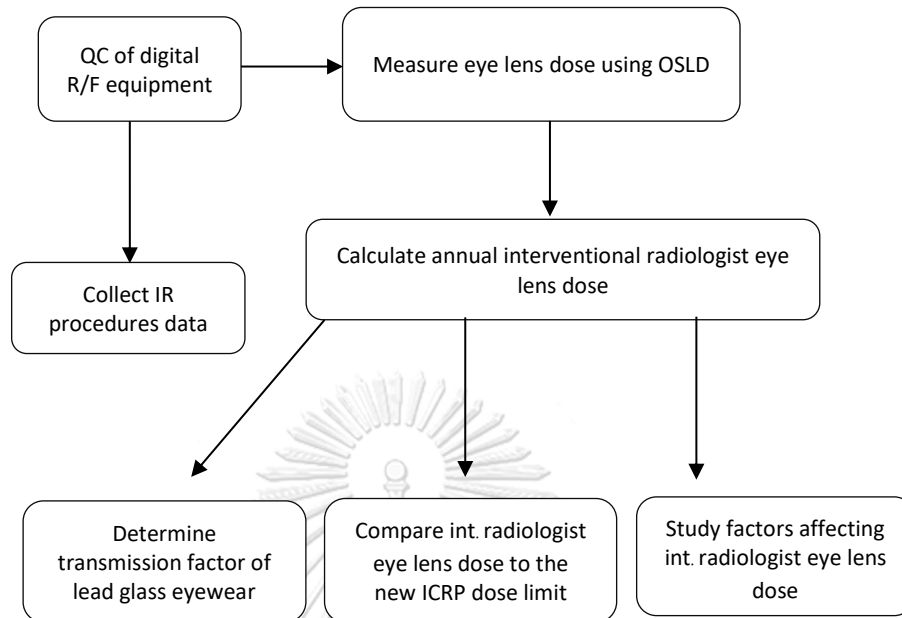 QC of digital
R/F equipment
Measure eye lens dose using OSLD
Calculate annual interventional radiologist eye
lens dose
Collect IR
procedures data
Determine
transmission factor of
lead glass eyewear
Compare int. radiologist
eye lens dose to the
new ICRP dose limit
Study factors affecting
int. radiologist eye lens
dose